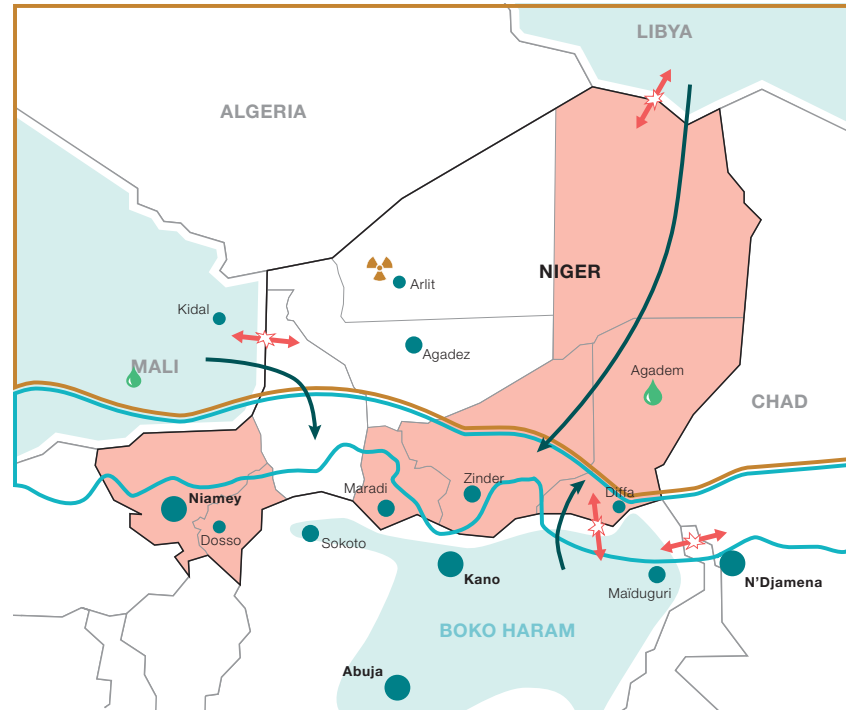 LIBYA
ALGERIA
NIGER
Arlit
Kidal
Agadez
MALI
Agadem
CHAD
Zinder
Maradi
Diffa
Niamey
Dosso
Sokoto
Kano
Maïduguri
N'Djamena
BOKO HARAM
Abuja